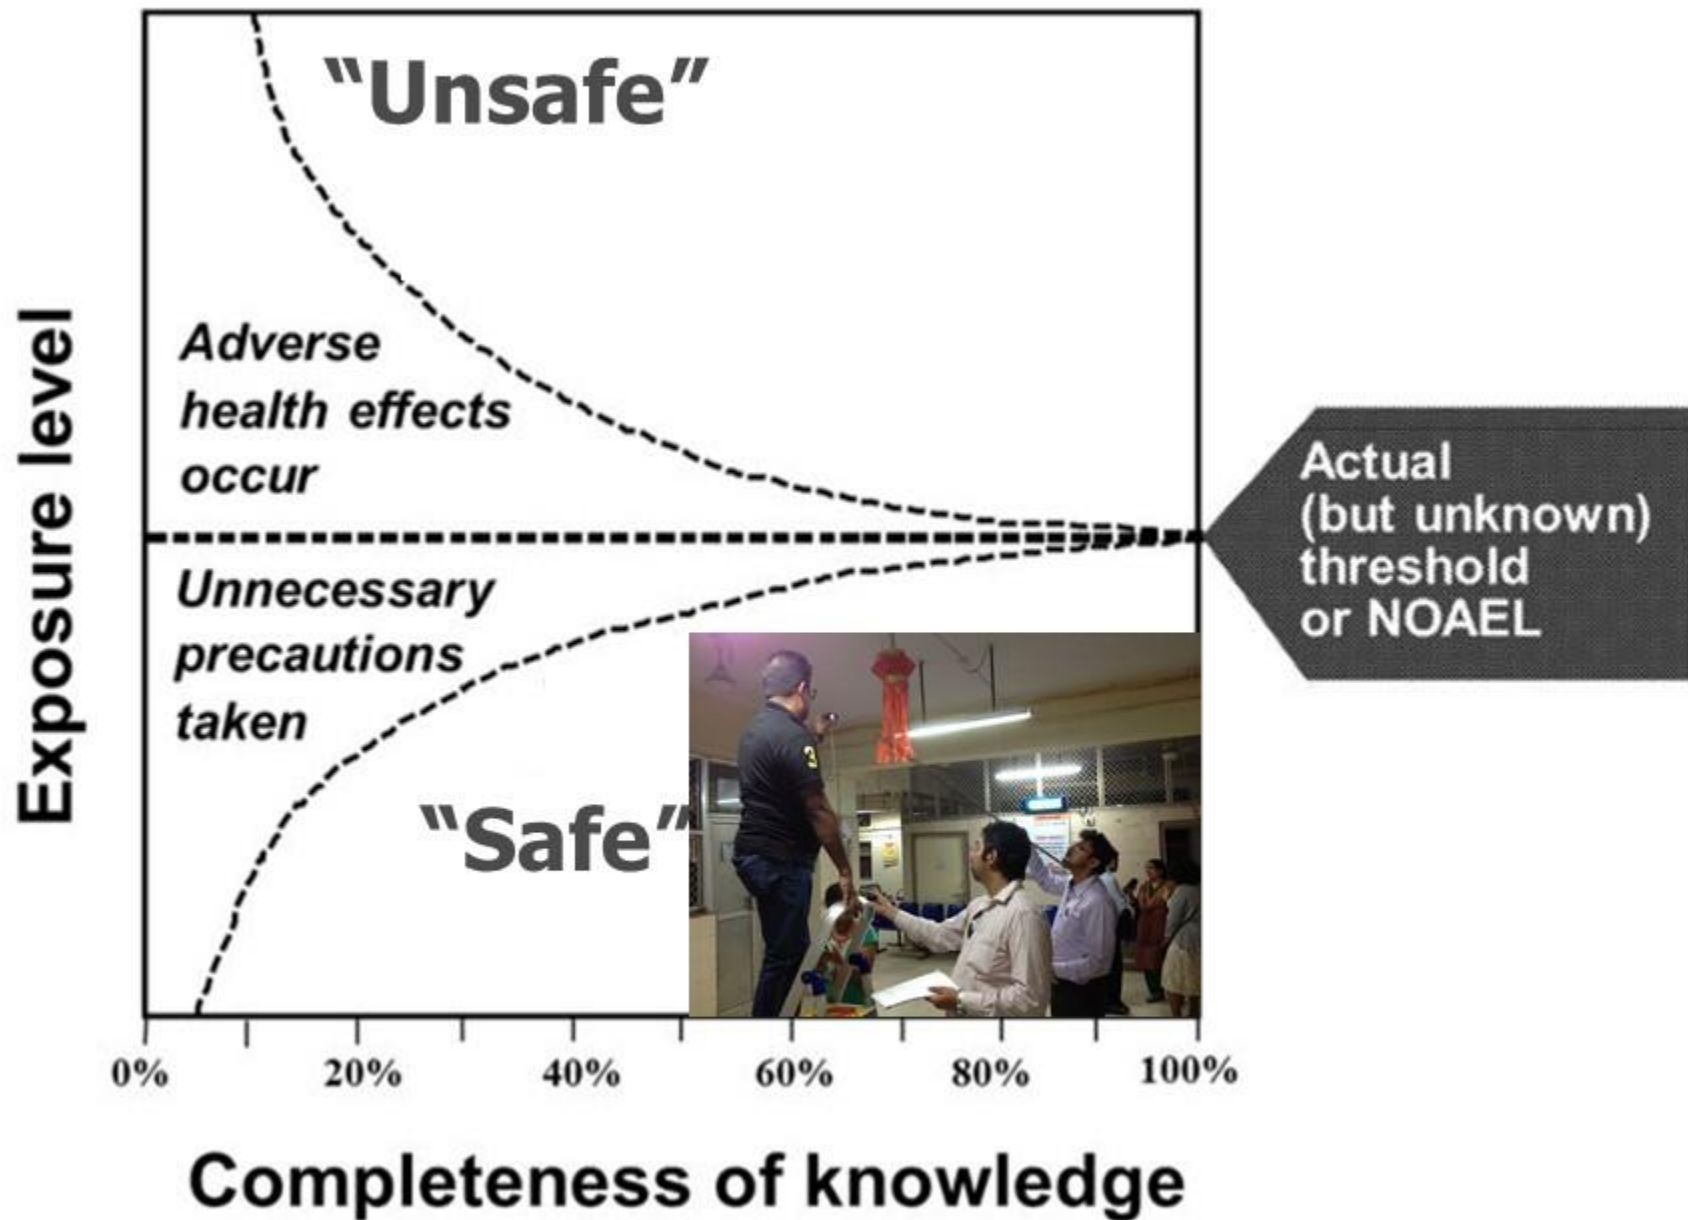 “Unsafe”
Adverse
health effects
occur
Unnecessary
precautions
taken
“Safe”
3
Exposure level
Actual
(but unknown)
threshold
or NOAEL
0%
20%
40%
60%
80%
100%
Completeness of knowledge